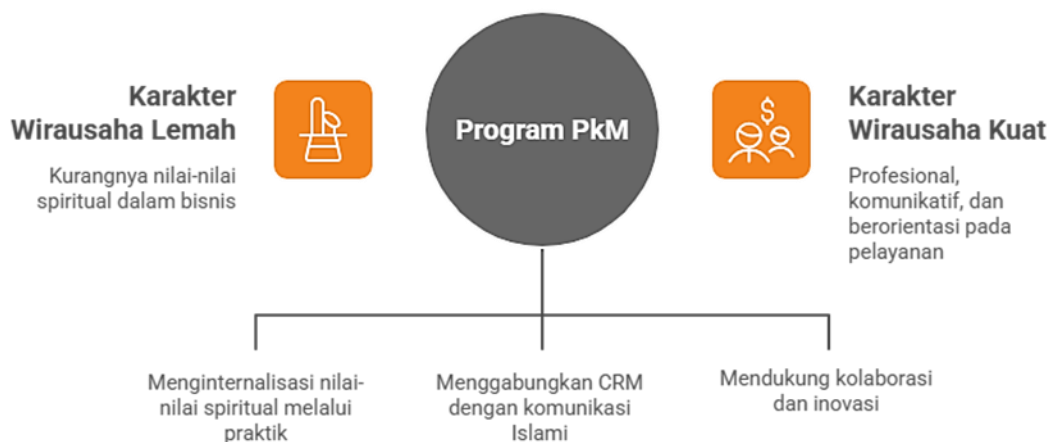 Karakter
Wirausaha Lemah
Kurangnya nilai-nilai
spiritual dalam bisnis
Program PkM
$
Karakter
Wirausaha Kuat
Profesional,
komunikatif, dan
berorientasi pada
pelayanan
Menginternalisasi nilai-
nilai spiritual melalui
praktik
Menggabungkan CRM
dengan komunikasi
Islami
Mendukung kolaborasi
dan inovasi